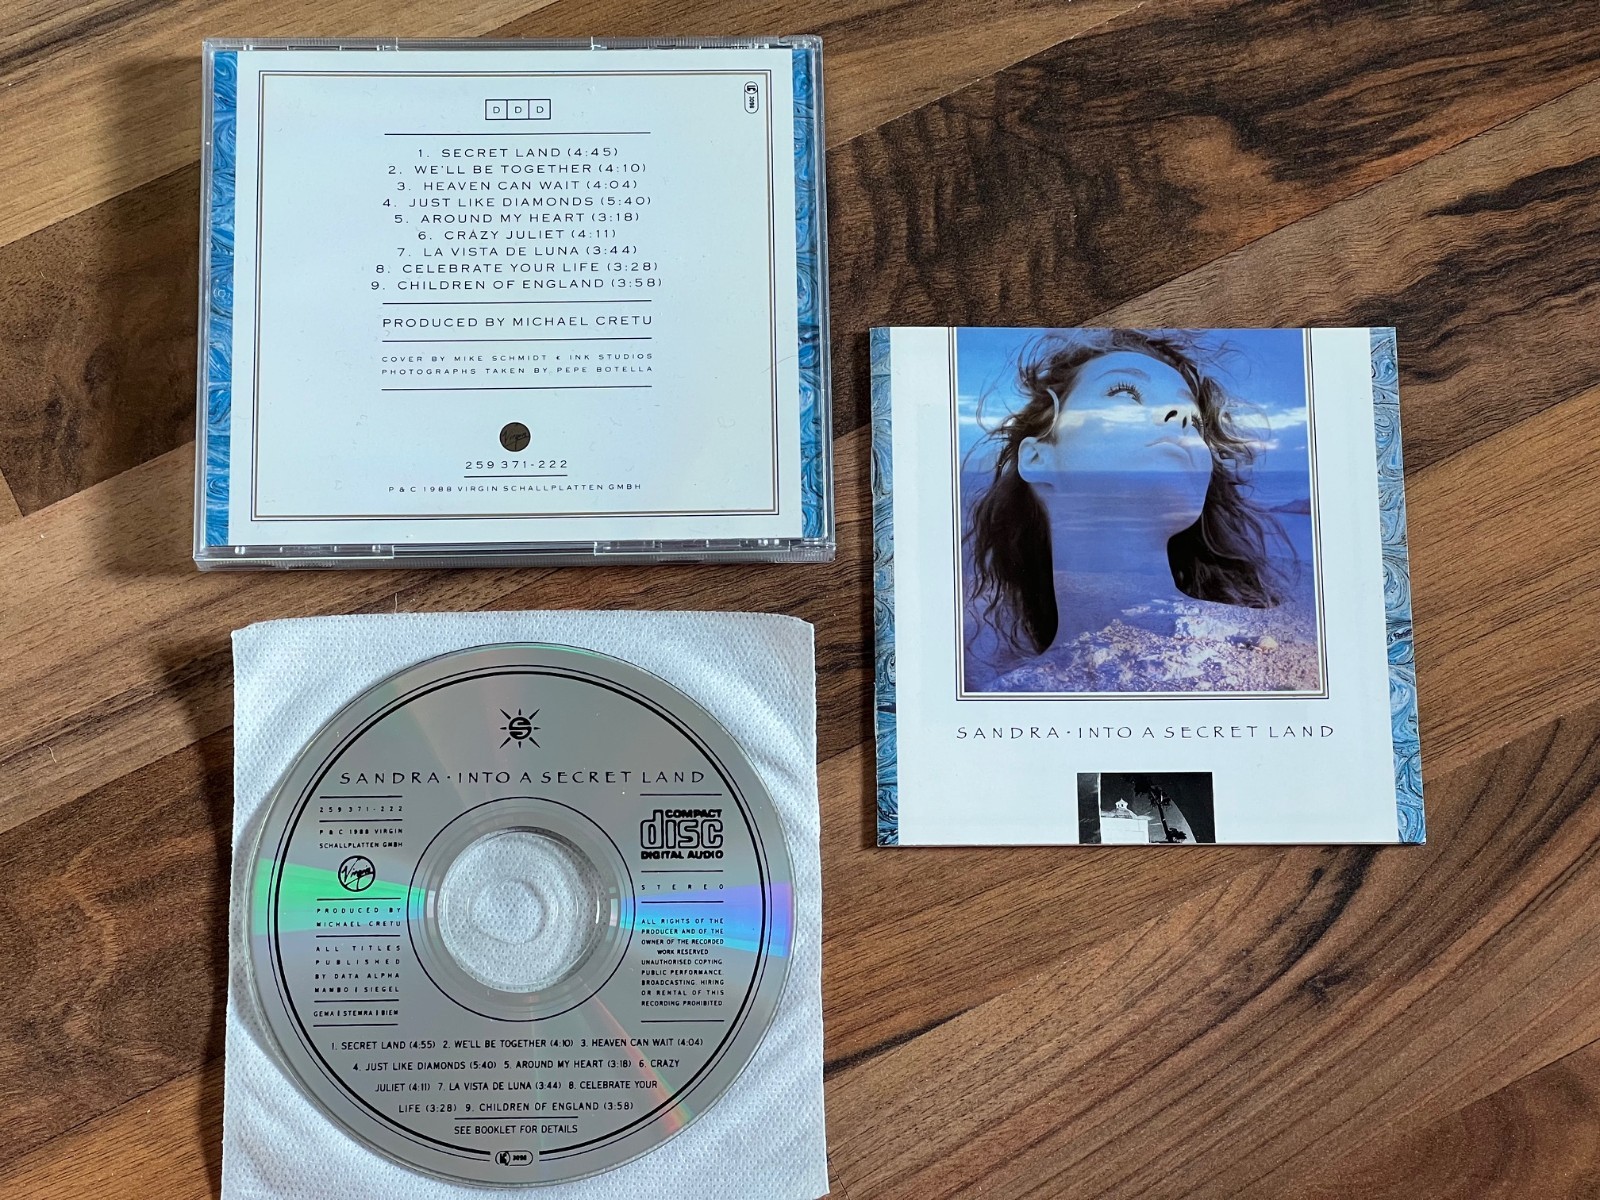 D D D
1. SECRET LAND (4:45)
2. WE'LL BE TOGETHER (4:10)
3. HEAVEN CAN WAIT (4:04)
4. JUST LIKE DIAMONDS (5:40)
5. AROUND MY HEART (3:18)
6. CRAZY JULIET (4:11)
7. LA VISTA DE LUNA (3:44)
8. CELEBRATE YOUR LIFE (3:28)
9. CHILDREN OF ENGLAND (3:58)
PRODUCED BY MICHAEL CRETU
COVER BY MIKE SCHMIDT & INK STUDIOS
PHOTOGRAPHS TAKEN BY PEPE BOTELLA
Virgin
259 371-222
P & C 1988 VIRGIN SCHALLPLATTEN GMBH
LC 3098
SANDRA · INTO A SECRET LAND
S
SANDRA · INTO A SECRET LAND
259 371-222
P & C 1988 VIRGIN
SCHALLPLATTEN GMBH
Virgin
PRODUCED BY
MICHAEL CRETU
ALL TITLES
PUBLISHED
BY DATA ALPHA
MAMBO / SIEGEL
GEMA / STEMRA / BIEM
COMPACT
disc
DIGITAL AUDIO
STEREO
ALL RIGHTS OF THE
PRODUCER AND OF THE
OWNER OF THE RECORDED
WORK RESERVED
UNAUTHORISED COPYING
PUBLIC PERFORMANCE.
BROADCASTING. HIRING
OR RENTAL OF THIS
RECORDING PROHIBITED
1. SECRET LAND (4:55) 2. WE'LL BE TOGETHER (4:10) 3. HEAVEN CAN WAIT (4:04)
4. JUST LIKE DIAMONDS (5:40) 5. AROUND MY HEART (3:18) 6. CRAZY
JULIET (4:11) 7. LA VISTA DE LUNA (3:44) 8. CELEBRATE YOUR
LIFE (3:28) 9. CHILDREN OF ENGLAND (3:58)
SEE BOOKLET FOR DETAILS
LC 3098